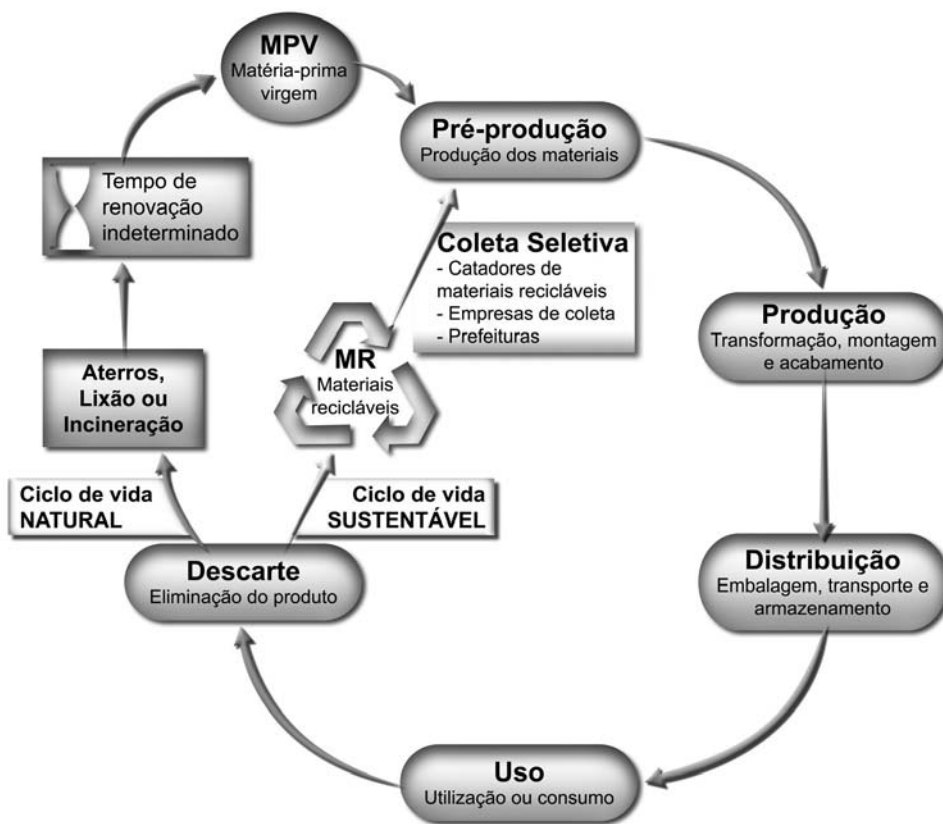 MPV
Matéria-prima
virgem
Pré-produção
Produção dos materiais
Tempo de
renovação
indeterminado
Coleta Seletiva
- Catadores de
materiais recicláveis
- Empresas de coleta
- Prefeituras
Produção
Transformação, montagem
e acabamento
MR
Materiais
recicláveis
Aterros,
Lixão ou
Incineração
Ciclo de vida
NATURAL
Ciclo de vida
SUSTENTÁVEL
Distribuição
Embalagem, transporte e
armazenamento
Descarte
Eliminação do produto
Uso
Utilização ou consumo